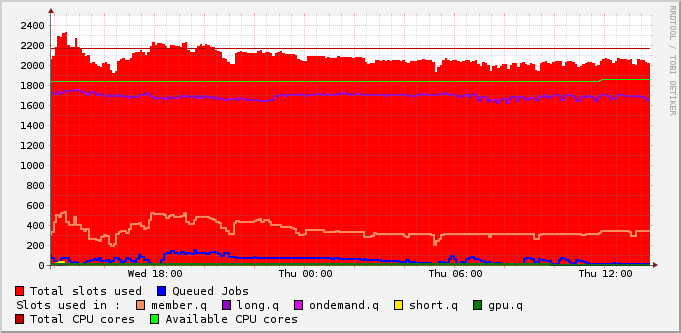 RRDTOOL / TOBI OETIKER
2400
2200
2000
1800
1600
1400
1200
1000
800
600
400
200
0
Wed 18:00 Thu 00:00 Thu 06:00 Thu 12:00
Total slots used Queued Jobs
Slots used in : member.q long.q ondemand.q short.q gpu.q
Total CPU cores Available CPU cores